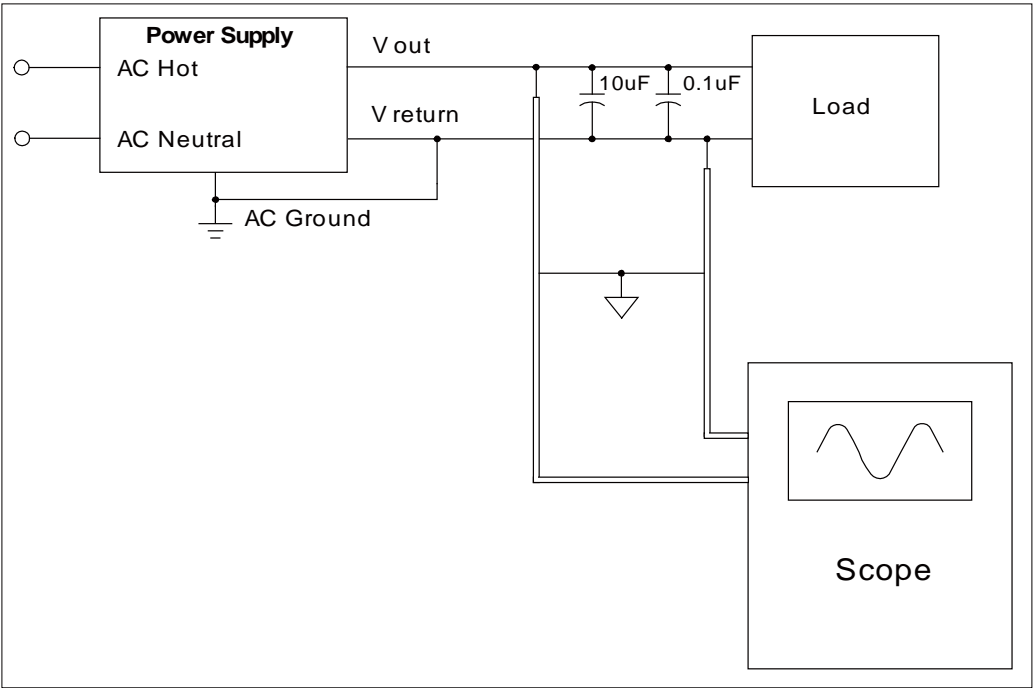 Power Supply
V out
AC Hot
10uF
0.1uF
Load
V return
AC Neutral
AC Ground
Scope